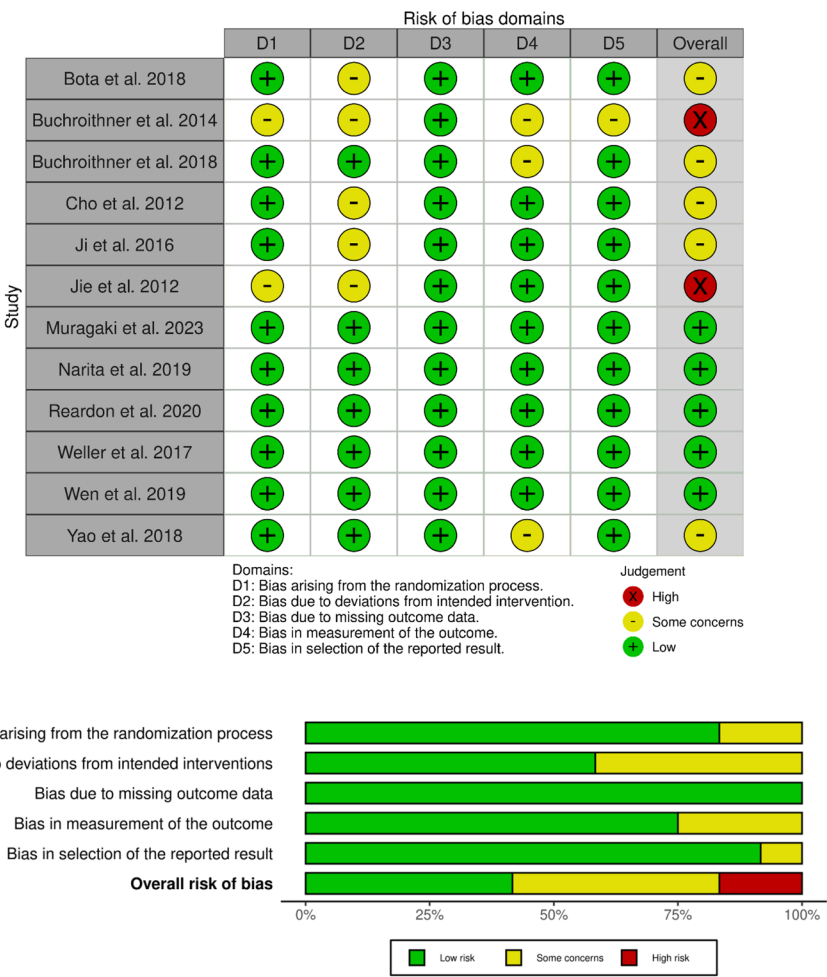 Risk of bias domains
D1 D2 D3 D4 D5 Overall
Study
Bota et al. 2018 + - + + + -
Buchroithner et al. 2014 - - + - - X
Buchroithner et al. 2018 + + + - + -
Cho et al. 2012 + - + + + -
Ji et al. 2016 + - + + + -
Jie et al. 2012 - - + + + X
Muragaki et al. 2023 + + + + + +
Narita et al. 2019 + + + + + +
Reardon et al. 2020 + + + + + +
Weller et al. 2017 + + + + + +
Wen et al. 2019 + + + + + +
Yao et al. 2018 + + + - + -
Domains:
D1: Bias arising from the randomization process.
D2: Bias due to deviations from intended intervention.
D3: Bias due to missing outcome data.
D4: Bias in measurement of the outcome.
D5: Bias in selection of the reported result.
Judgement
X High
- Some concerns
+ Low
arising from the randomization process
deviations from intended interventions
Bias due to missing outcome data
Bias in measurement of the outcome
Bias in selection of the reported result
Overall risk of bias
0% 25% 50% 75% 100%
Low risk Some concerns High risk